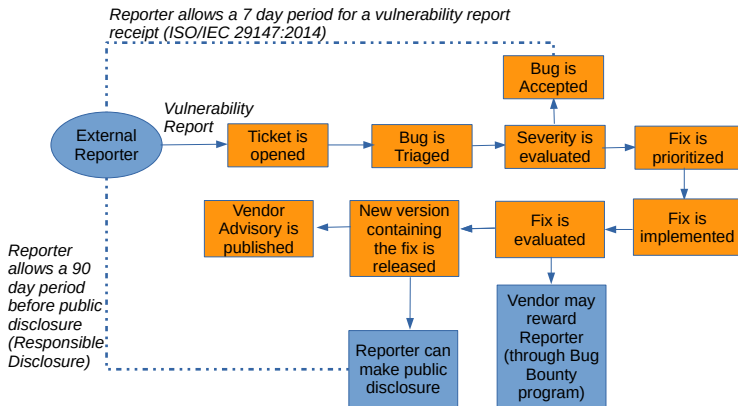 Reporter allows a 7 day period for a vulnerability report
receipt (ISO/IEC 29147:2014)
Bug is
Accepted
External
Reporter
Vulnerability
Report
Ticket is
opened
Bug is
Triaged
Severity is
evaluated
Fix is
prioritized
Vendor
Advisory is
published
New version
containing
the fix is
released
Fix is
evaluated
Fix is
implemented
Reporter
allows a 90
day period
before public
disclosure
(Responsible
Disclosure)
Reporter can
make public
disclosure
Vendor may
reward
Reporter
(through Bug
Bounty
program)